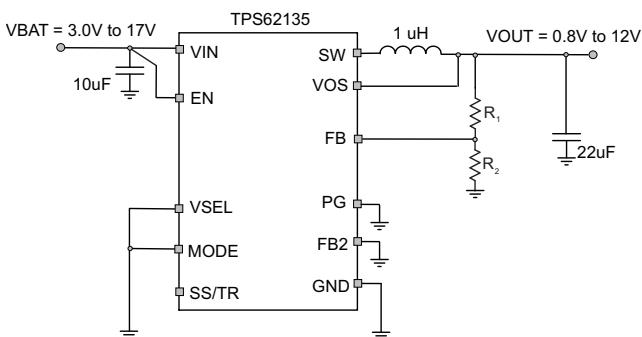 TPS62135
VBAT = 3.0V to 17V
1 uH
VOUT = 0.8V to 12V
VIN
SW
10uF
VOS
EN
R1
FB
R2
22uF
VSEL
PG
MODE
FB2
SS/TR
GND